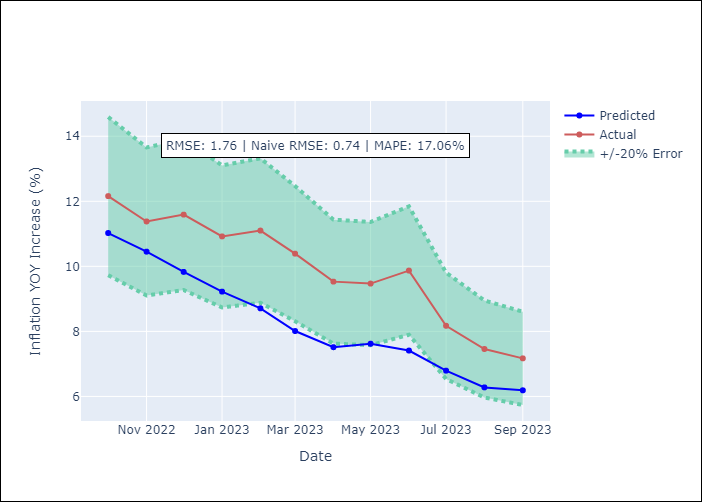 RMSE: 1.76 | Naive RMSE: 0.74 | MAPE: 17.06%
Predicted
Actual
+/-20% Error
Inflation YOY Increase (%)
14
12
10
8
6
Nov 2022
Jan 2023
Mar 2023
May 2023
Jul 2023
Sep 2023
Date